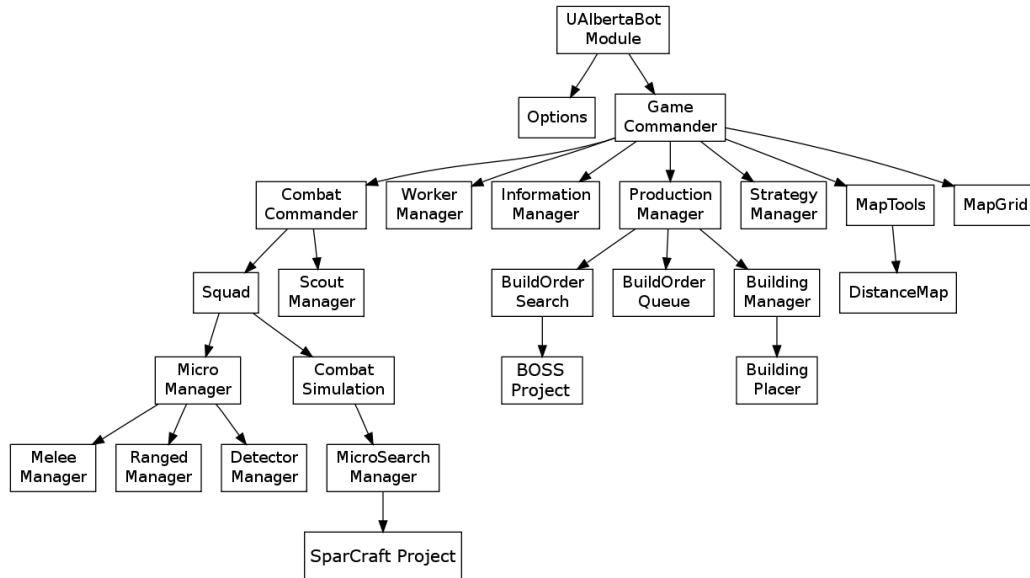 UAlbertaBot
Module
Options
Game
Commander
Combat
Commander
Worker
Manager
Information
Manager
Production
Manager
Strategy
Manager
MapTools
MapGrid
Squad
Scout
Manager
BuildOrder
Search
BuildOrder
Queue
Building
Manager
DistanceMap
Micro
Manager
Combat
Simulation
BOSS
Project
Building
Placer
Melee
Manager
Ranged
Manager
Detector
Manager
MicroSearch
Manager
SparCraft Project